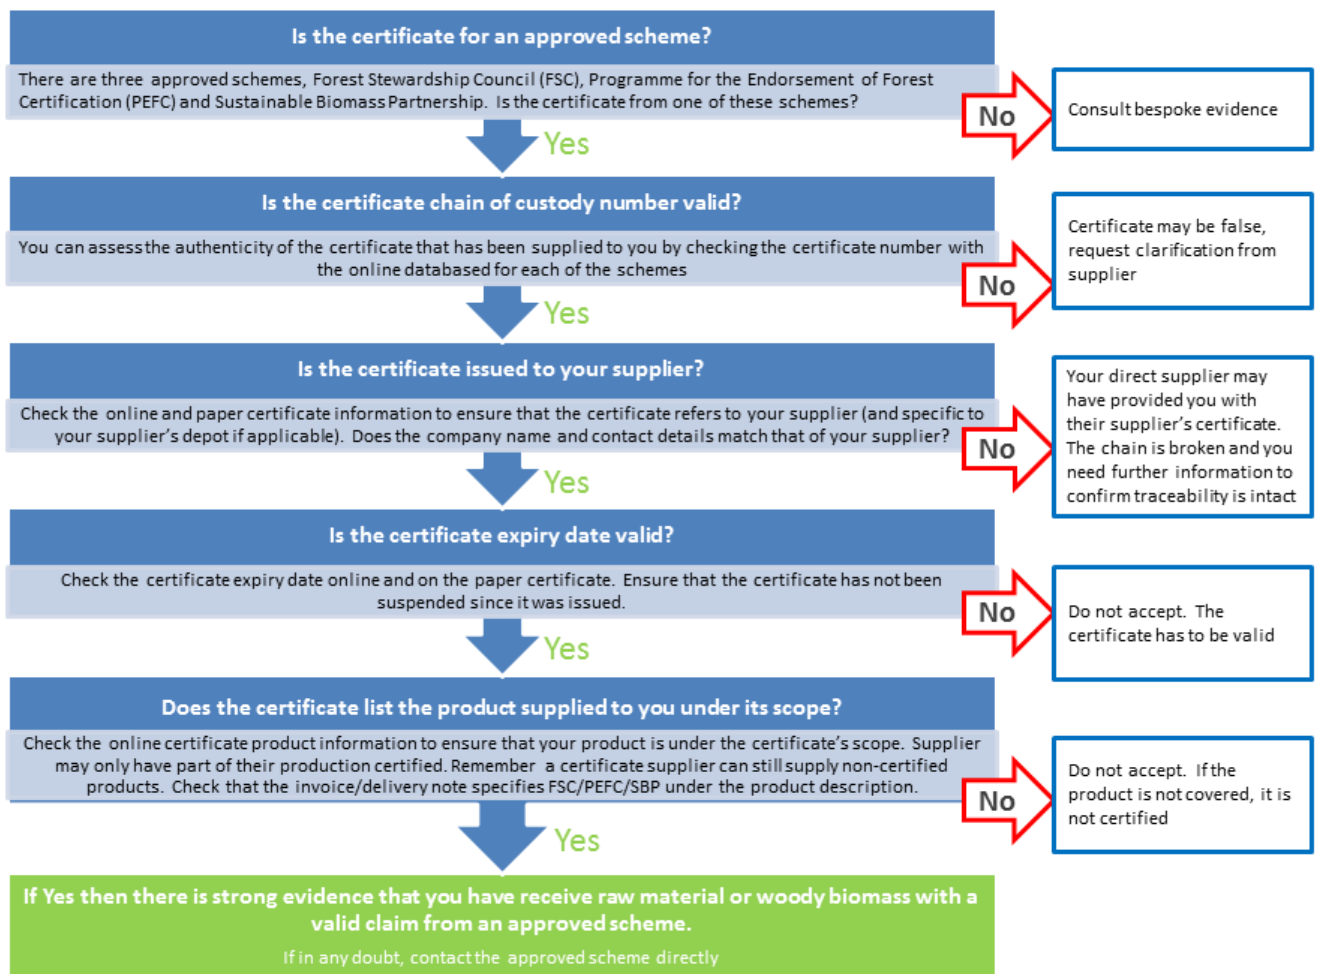 Is the certificate for an approved scheme?
There are three approved schemes, Forest Stewardship Council (FSC), Programme for the Endorsement of Forest
Certification (PEFC) and Sustainable Biomass Partnership. Is the certificate from one of these schemes?
No
Consult bespoke evidence
Yes
Is the certificate chain of custody number valid?
You can assess the authenticity of the certificate that has been supplied to you by checking the certificate number with
the online databased for each of the schemes
No
Certificate may be false,
request clarification from
supplier
Yes
Is the certificate issued to your supplier?
Check the online and paper certificate information to ensure that the certificate refers to your supplier (and specific to
your supplier's depot if applicable). Does the company name and contact details match that of your supplier?
No
Your direct supplier may
have provided you with
their supplier's certificate.
The chain is broken and you
need further information to
confirm traceability is intact
Yes
Is the certificate expiry date valid?
Check the certificate expiry date online and on the paper certificate. Ensure that the certificate has not been
suspended since it was issued.
No
Do not accept. The
certificate has to be valid
Yes
Does the certificate list the product supplied to you under its scope?
Check the online certificate product information to ensure that your product is under the certificate's scope. Supplier
may only have part of their production certified. Remember a certificate supplier can still supply non-certified
products. Check that the invoice/delivery note specifies FSC/PEFC/SBP under the product description.
No
Do not accept. If the
product is not covered, it is
not certified
Yes
If Yes then there is strong evidence that you have receive raw material or woody biomass with a
valid claim from an approved scheme.
If in any doubt, contact the approved scheme directly